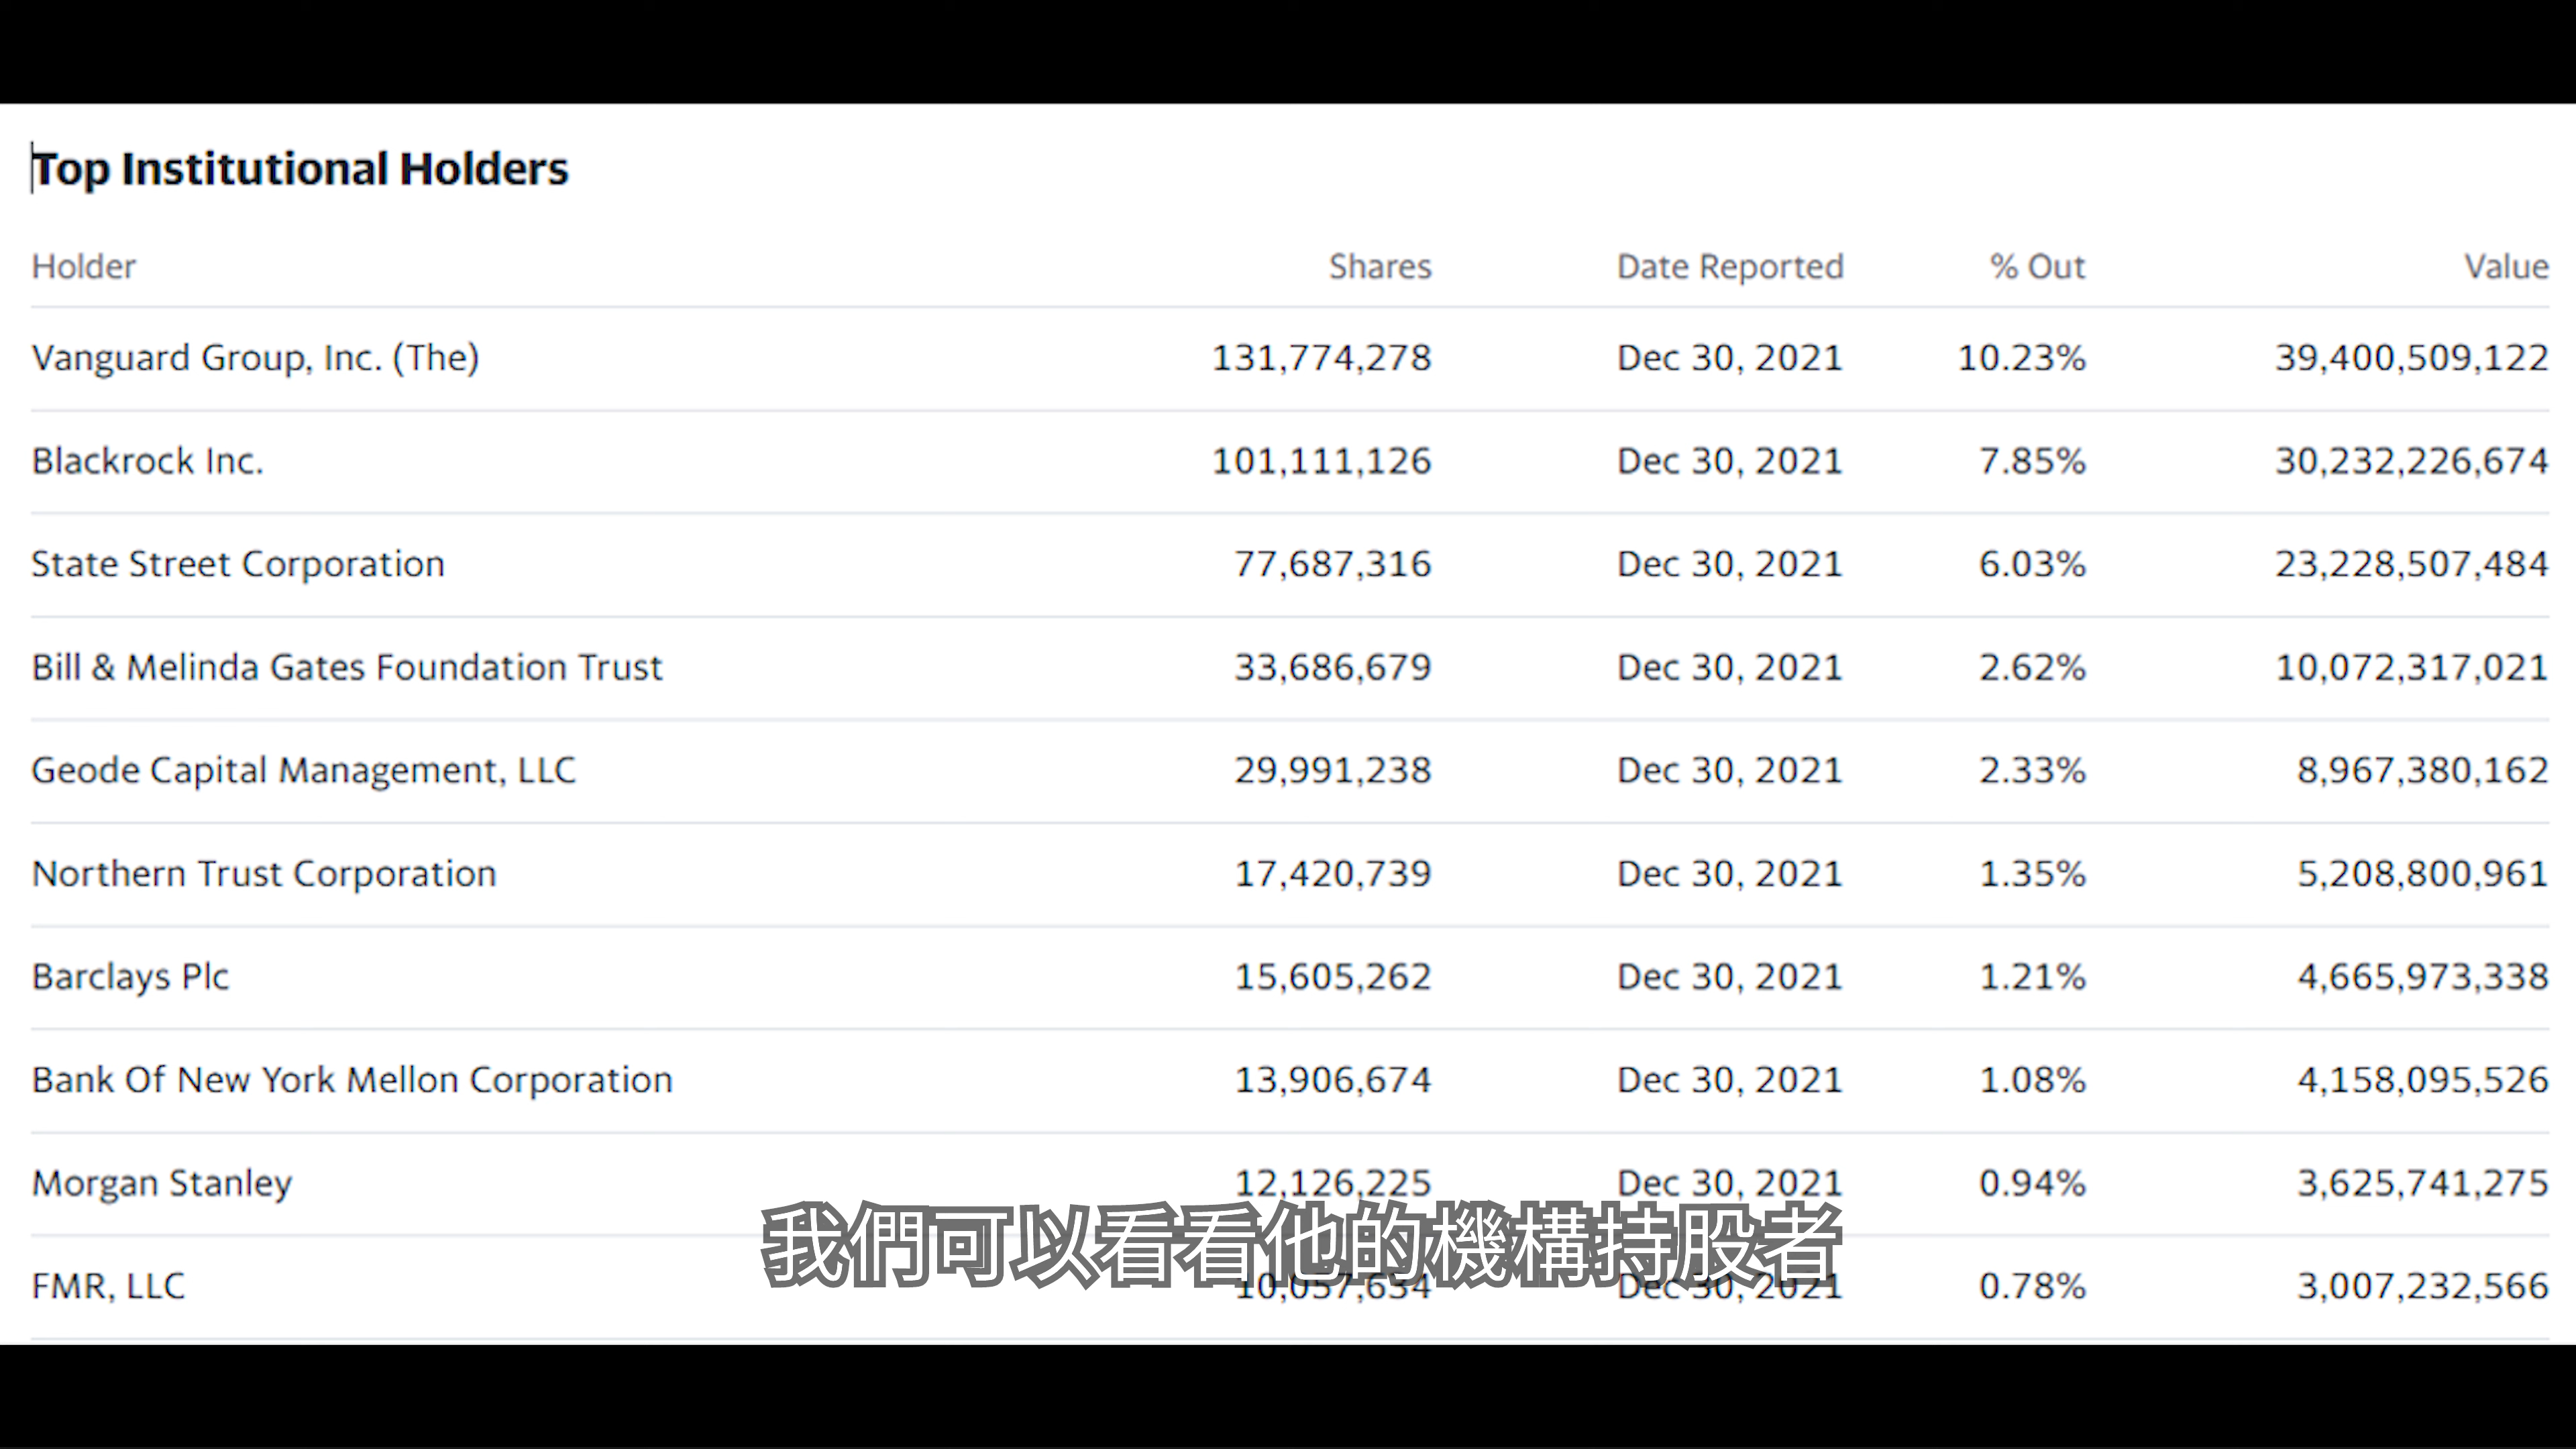 Top Institutional Holders
Holder Shares Date Reported % Out Value
Vanguard Group, Inc. (The) 131,774,278 Dec 30, 2021 10.23% 39,400,509,122
Blackrock Inc. 101,111,126 Dec 30, 2021 7.85% 30,232,226,674
State Street Corporation 77,687,316 Dec 30, 2021 6.03% 23,228,507,484
Bill & Melinda Gates Foundation Trust 33,686,679 Dec 30, 2021 2.62% 10,072,317,021
Geode Capital Management, LLC 29,991,238 Dec 30, 2021 2.33% 8,967,380,162
Northern Trust Corporation 17,420,739 Dec 30, 2021 1.35% 5,208,800,961
Barclays Plc 15,605,262 Dec 30, 2021 1.21% 4,665,973,338
Bank Of New York Mellon Corporation 13,906,674 Dec 30, 2021 1.08% 4,158,095,526
Morgan Stanley 12,126,225 Dec 30, 2021 0.94% 3,625,741,275
我們可以看看他的機構持股者
FMR, LLC 10,057,634 Dec 30, 2021 0.78% 3,007,232,566